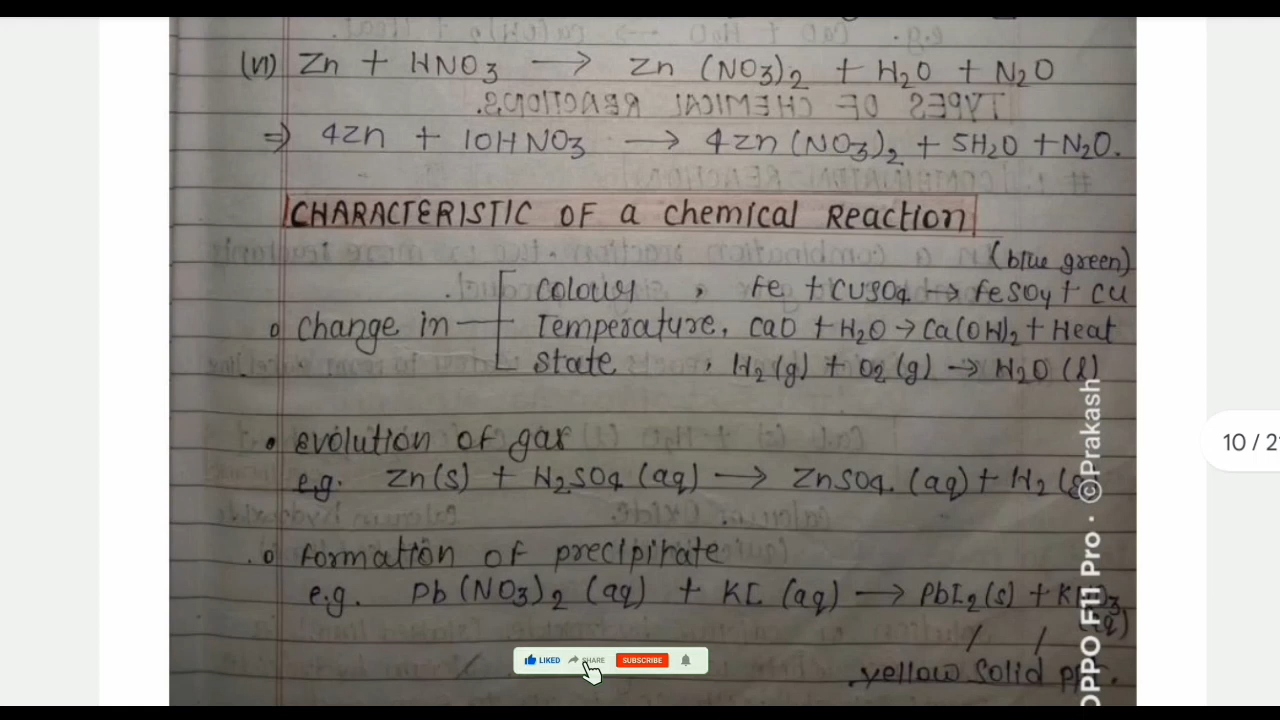 (vi) Zn + HNO3 → Zn (NO3)2 + H2O + N2O
⇒ 4Zn + 10HNO3 → 4Zn (NO3)2 + 5H2O + N2O.
CHARACTERISTIC OF a chemical Reaction
(blue green)
Colour , Fe + CuSO4 → FeSO4 + Cu
Change in Temperature, CaO + H2O → Ca(OH)2 + Heat
State , H2 (g) + O2 (g) → H2O (l)
• evolution of gas
e.g. Zn(s) + H2SO4 (aq) → ZnSO4 (aq) + H2 (g
formation of precipitate
e.g. Pb (NO3)2 (aq) + KI (aq) → PbI2 (s) + KNO3
(aq)
yellow Solid ppt.
LIKED SHARE SUBSCRIBE
OPPO F11 Pro · ©Prakash
10 / 2